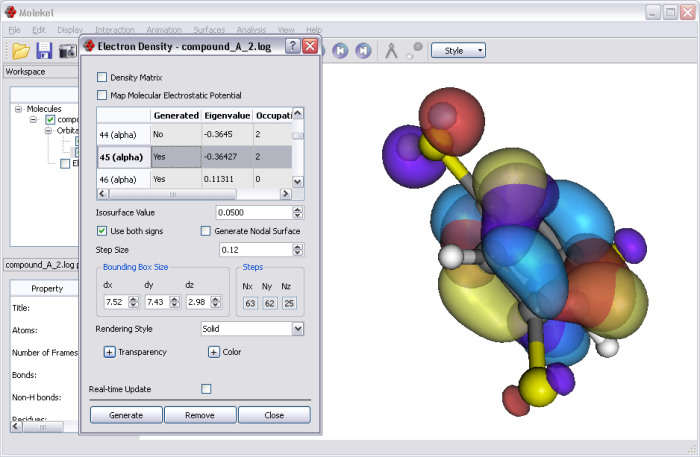 Molekel
File Edit Display Interaction Animation Surfaces Analysis View Help
Style
Workspace
Molecules
compo
Orbita
El
Electron Density - compound_A_2.log
Density Matrix
Map Molecular Electrostatic Potential
Generated Eigenvalue Occupati
44 (alpha) No -0.3645 2
45 (alpha) Yes -0.36427 2
46 (alpha) Yes 0.11311 0
Isosurface Value 0.0500
Use both signs Generate Nodal Surface
Step Size 0.12
Bounding Box Size Steps
dx dy dz Nx Ny Nz
7.52 7.43 2.98 63 62 25
Rendering Style Solid
Transparency Color
Real-time Update
Generate Remove Close
compound_A_2.log p
Property
Title:
Atoms:
Number of Frames
Bonds:
Non-H bonds:
Residues: